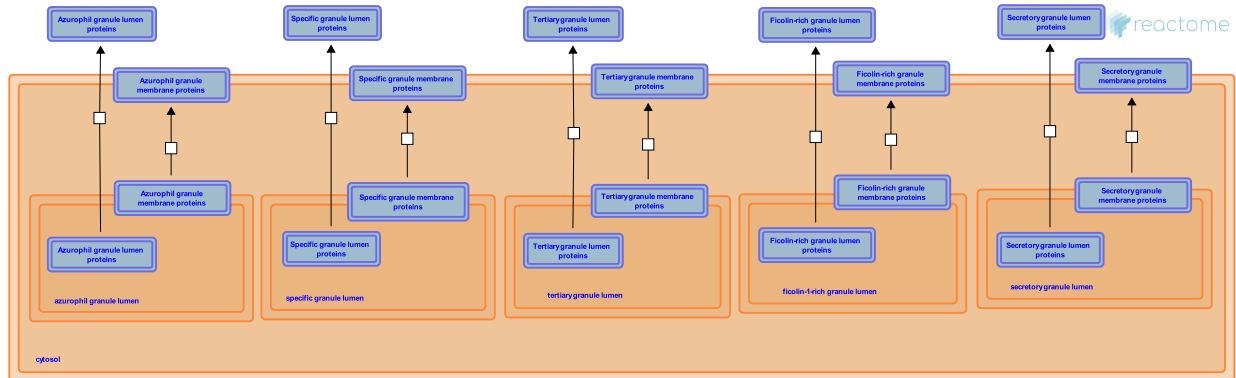 Azurophil granule lumen
proteins
Specific granule lumen
proteins
Tertiary granule lumen
proteins
Ficolin-rich granule lumen
proteins
Secretory granule lumen
proteins
reactome
Azurophil granule
membrane proteins
Specific granule membrane
proteins
Tertiary granule membrane
proteins
Ficolin-rich granule
membrane proteins
Secretory granule
membrane proteins
Azurophil granule
membrane proteins
Specific granule membrane
proteins
Tertiary granule membrane
proteins
Ficolin-rich granule
membrane proteins
Secretory granule
membrane proteins
Azurophil granule lumen
proteins
Specific granule lumen
proteins
Tertiary granule lumen
proteins
Ficolin-rich granule lumen
proteins
Secretory granule lumen
proteins
azurophil granule lumen
specific granule lumen
tertiary granule lumen
ficolin-1-rich granule lumen
secretory granule lumen
cytosol